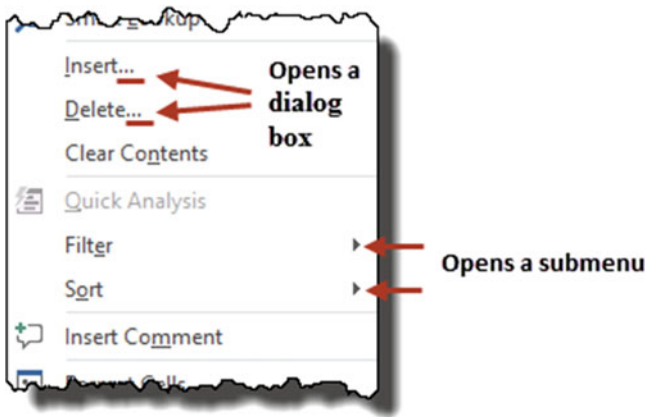 Insert...
Delete...
Opens a
dialog
box
Clear Contents
Quick Analysis
Filter
Sort
Opens a submenu
Insert Comment